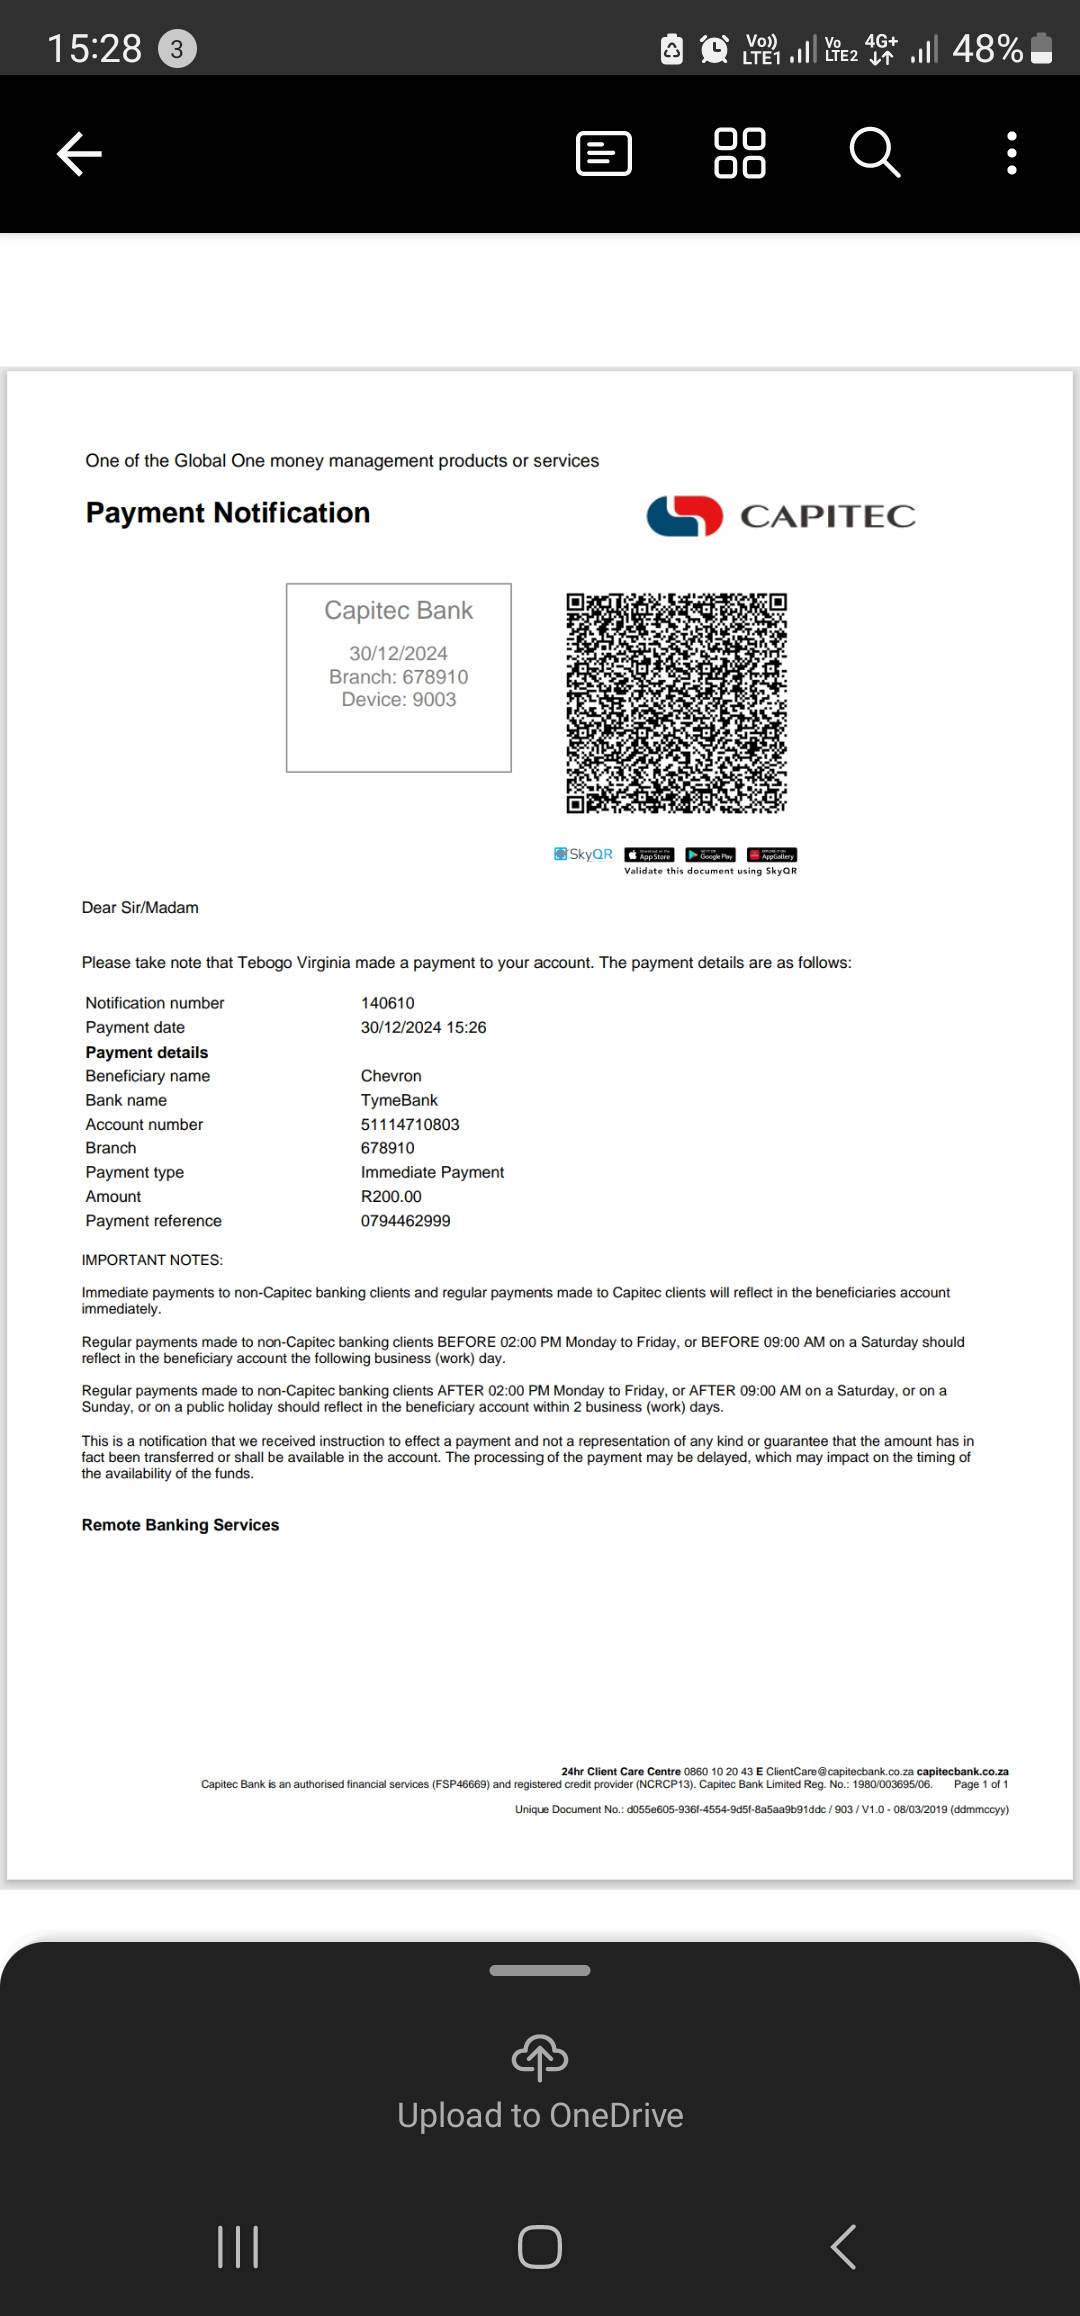 15:28 3 Vo)) LTE1 Vo LTE2 4G+ 48%
One of the Global One money management products or services
Payment Notification
CAPITEC
Capitec Bank
30/12/2024
Branch: 678910
Device: 9003
SkyQR App Store Google Play AppGallery
Validate this document using SkyQR
Dear Sir/Madam
Please take note that Tebogo Virginia made a payment to your account. The payment details are as follows:
Notification number 140610
Payment date 30/12/2024 15:26
Payment details
Beneficiary name Chevron
Bank name TymeBank
Account number 51114710803
Branch 678910
Payment type Immediate Payment
Amount R200.00
Payment reference 0794462999
IMPORTANT NOTES:
Immediate payments to non-Capitec banking clients and regular payments made to Capitec clients will reflect in the beneficiaries account
immediately.
Regular payments made to non-Capitec banking clients BEFORE 02:00 PM Monday to Friday, or BEFORE 09:00 AM on a Saturday should
reflect in the beneficiary account the following business (work) day.
Regular payments made to non-Capitec banking clients AFTER 02:00 PM Monday to Friday, or AFTER 09:00 AM on a Saturday, or on a
Sunday, or on a public holiday should reflect in the beneficiary account within 2 business (work) days.
This is a notification that we received instruction to effect a payment and not a representation of any kind or guarantee that the amount has in
fact been transferred or shall be available in the account. The processing of the payment may be delayed, which may impact on the timing of
the availability of the funds.
Remote Banking Services
24hr Client Care Centre 0860 10 20 43 E ClientCare@capitecbank.co.za capitecbank.co.za
Capitec Bank is an authorised financial services (FSP46669) and registered credit provider (NCRCP13). Capitec Bank Limited Reg. No.: 1980/003695/06. Page 1 of 1
Unique Document No.: d055e605-936f-4554-9d5f-8a5aa9b91ddc / 903 / V1.0 - 08/03/2019 (ddmmccyy)
Upload to OneDrive